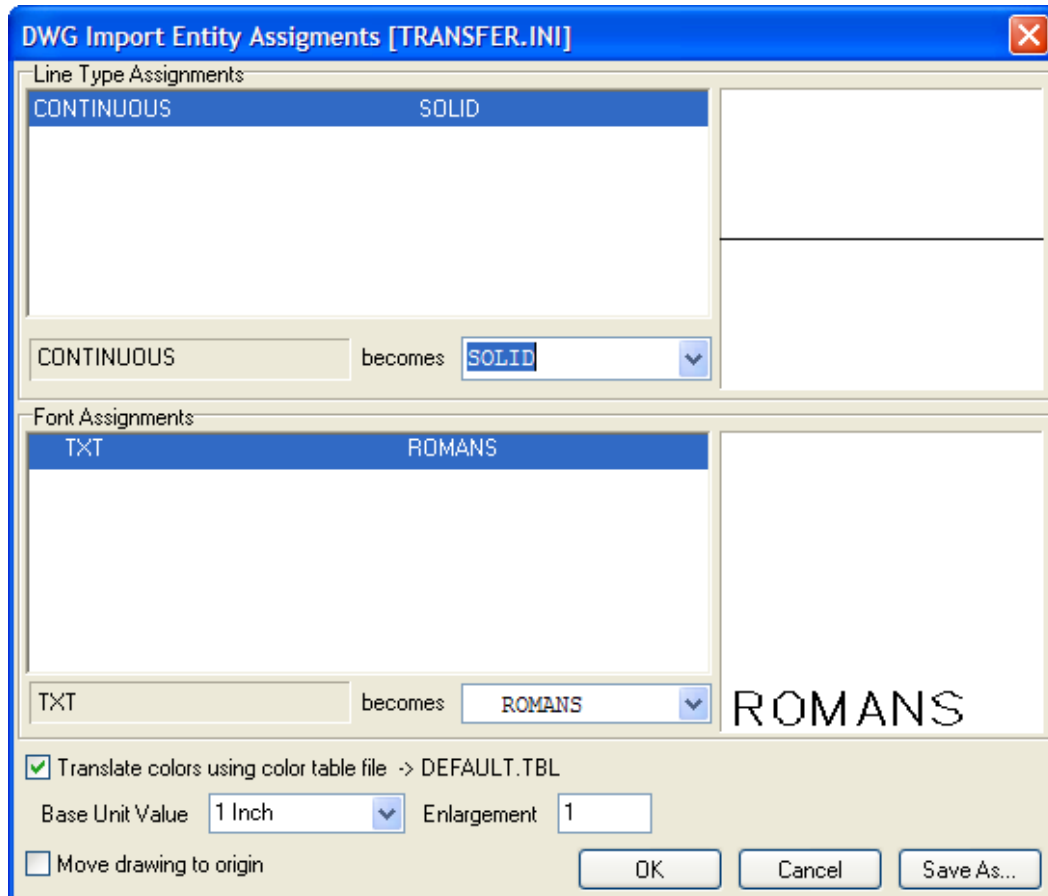 DWG Import Entity Assigments [TRANSFER.INI]
Line Type Assignments
CONTINUOUS SOLID
CONTINUOUS becomes SOLID
Font Assignments
TXT ROMANS
TXT becomes ROMANS
ROMANS
Translate colors using color table file -> DEFAULT.TBL
Base Unit Value 1 Inch Enlargement 1
Move drawing to origin OK Cancel Save As...